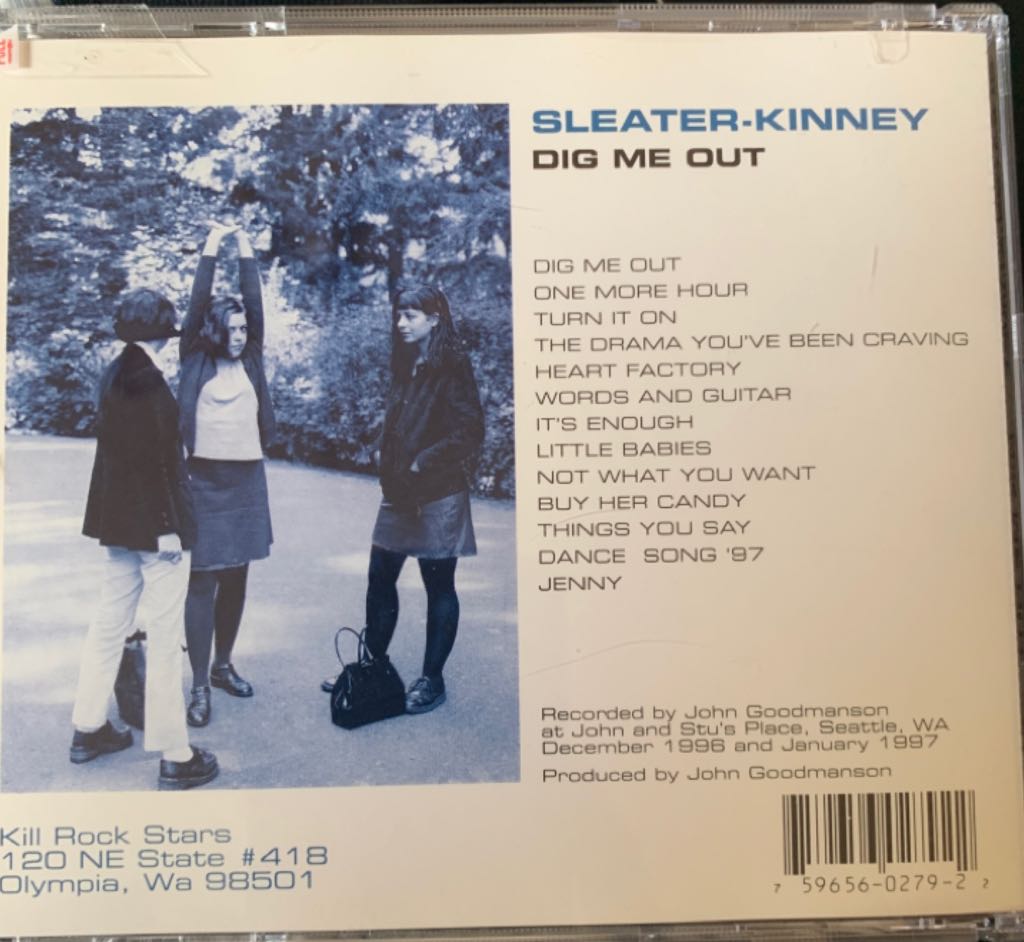 FULL
SLEATER-KINNEY
DIG ME OUT
DIG ME OUT
ONE MORE HOUR
TURN IT ON
THE DRAMA YOU'VE BEEN CRAVING
HEART FACTORY
WORDS AND GUITAR
IT'S ENOUGH
LITTLE BABIES
NOT WHAT YOU WANT
BUY HER CANDY
THINGS YOU SAY
DANCE SONG '97
JENNY
Recorded by John Goodmanson
at John and Stu's Place, Seattle, WA
December 1996 and January 1997
Produced by John Goodmanson
Kill Rock Stars
120 NE State #418
Olympia, Wa 98501
7 59656-0279-2 2